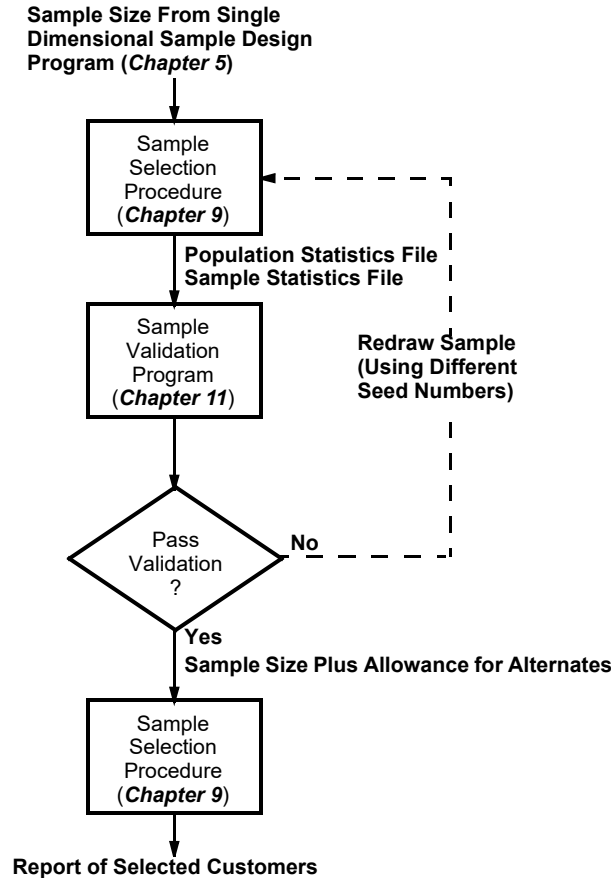 Sample Size From Single
Dimensional Sample Design
Program (Chapter 5)
Sample
Selection
Procedure
(Chapter 9)
Population Statistics File
Sample Statistics File
Sample
Validation
Program
(Chapter 11)
Redraw Sample
(Using Different
Seed Numbers)
Pass
Validation
?
No
Yes
Sample Size Plus Allowance for Alternates
Sample
Selection
Procedure
(Chapter 9)
Report of Selected Customers